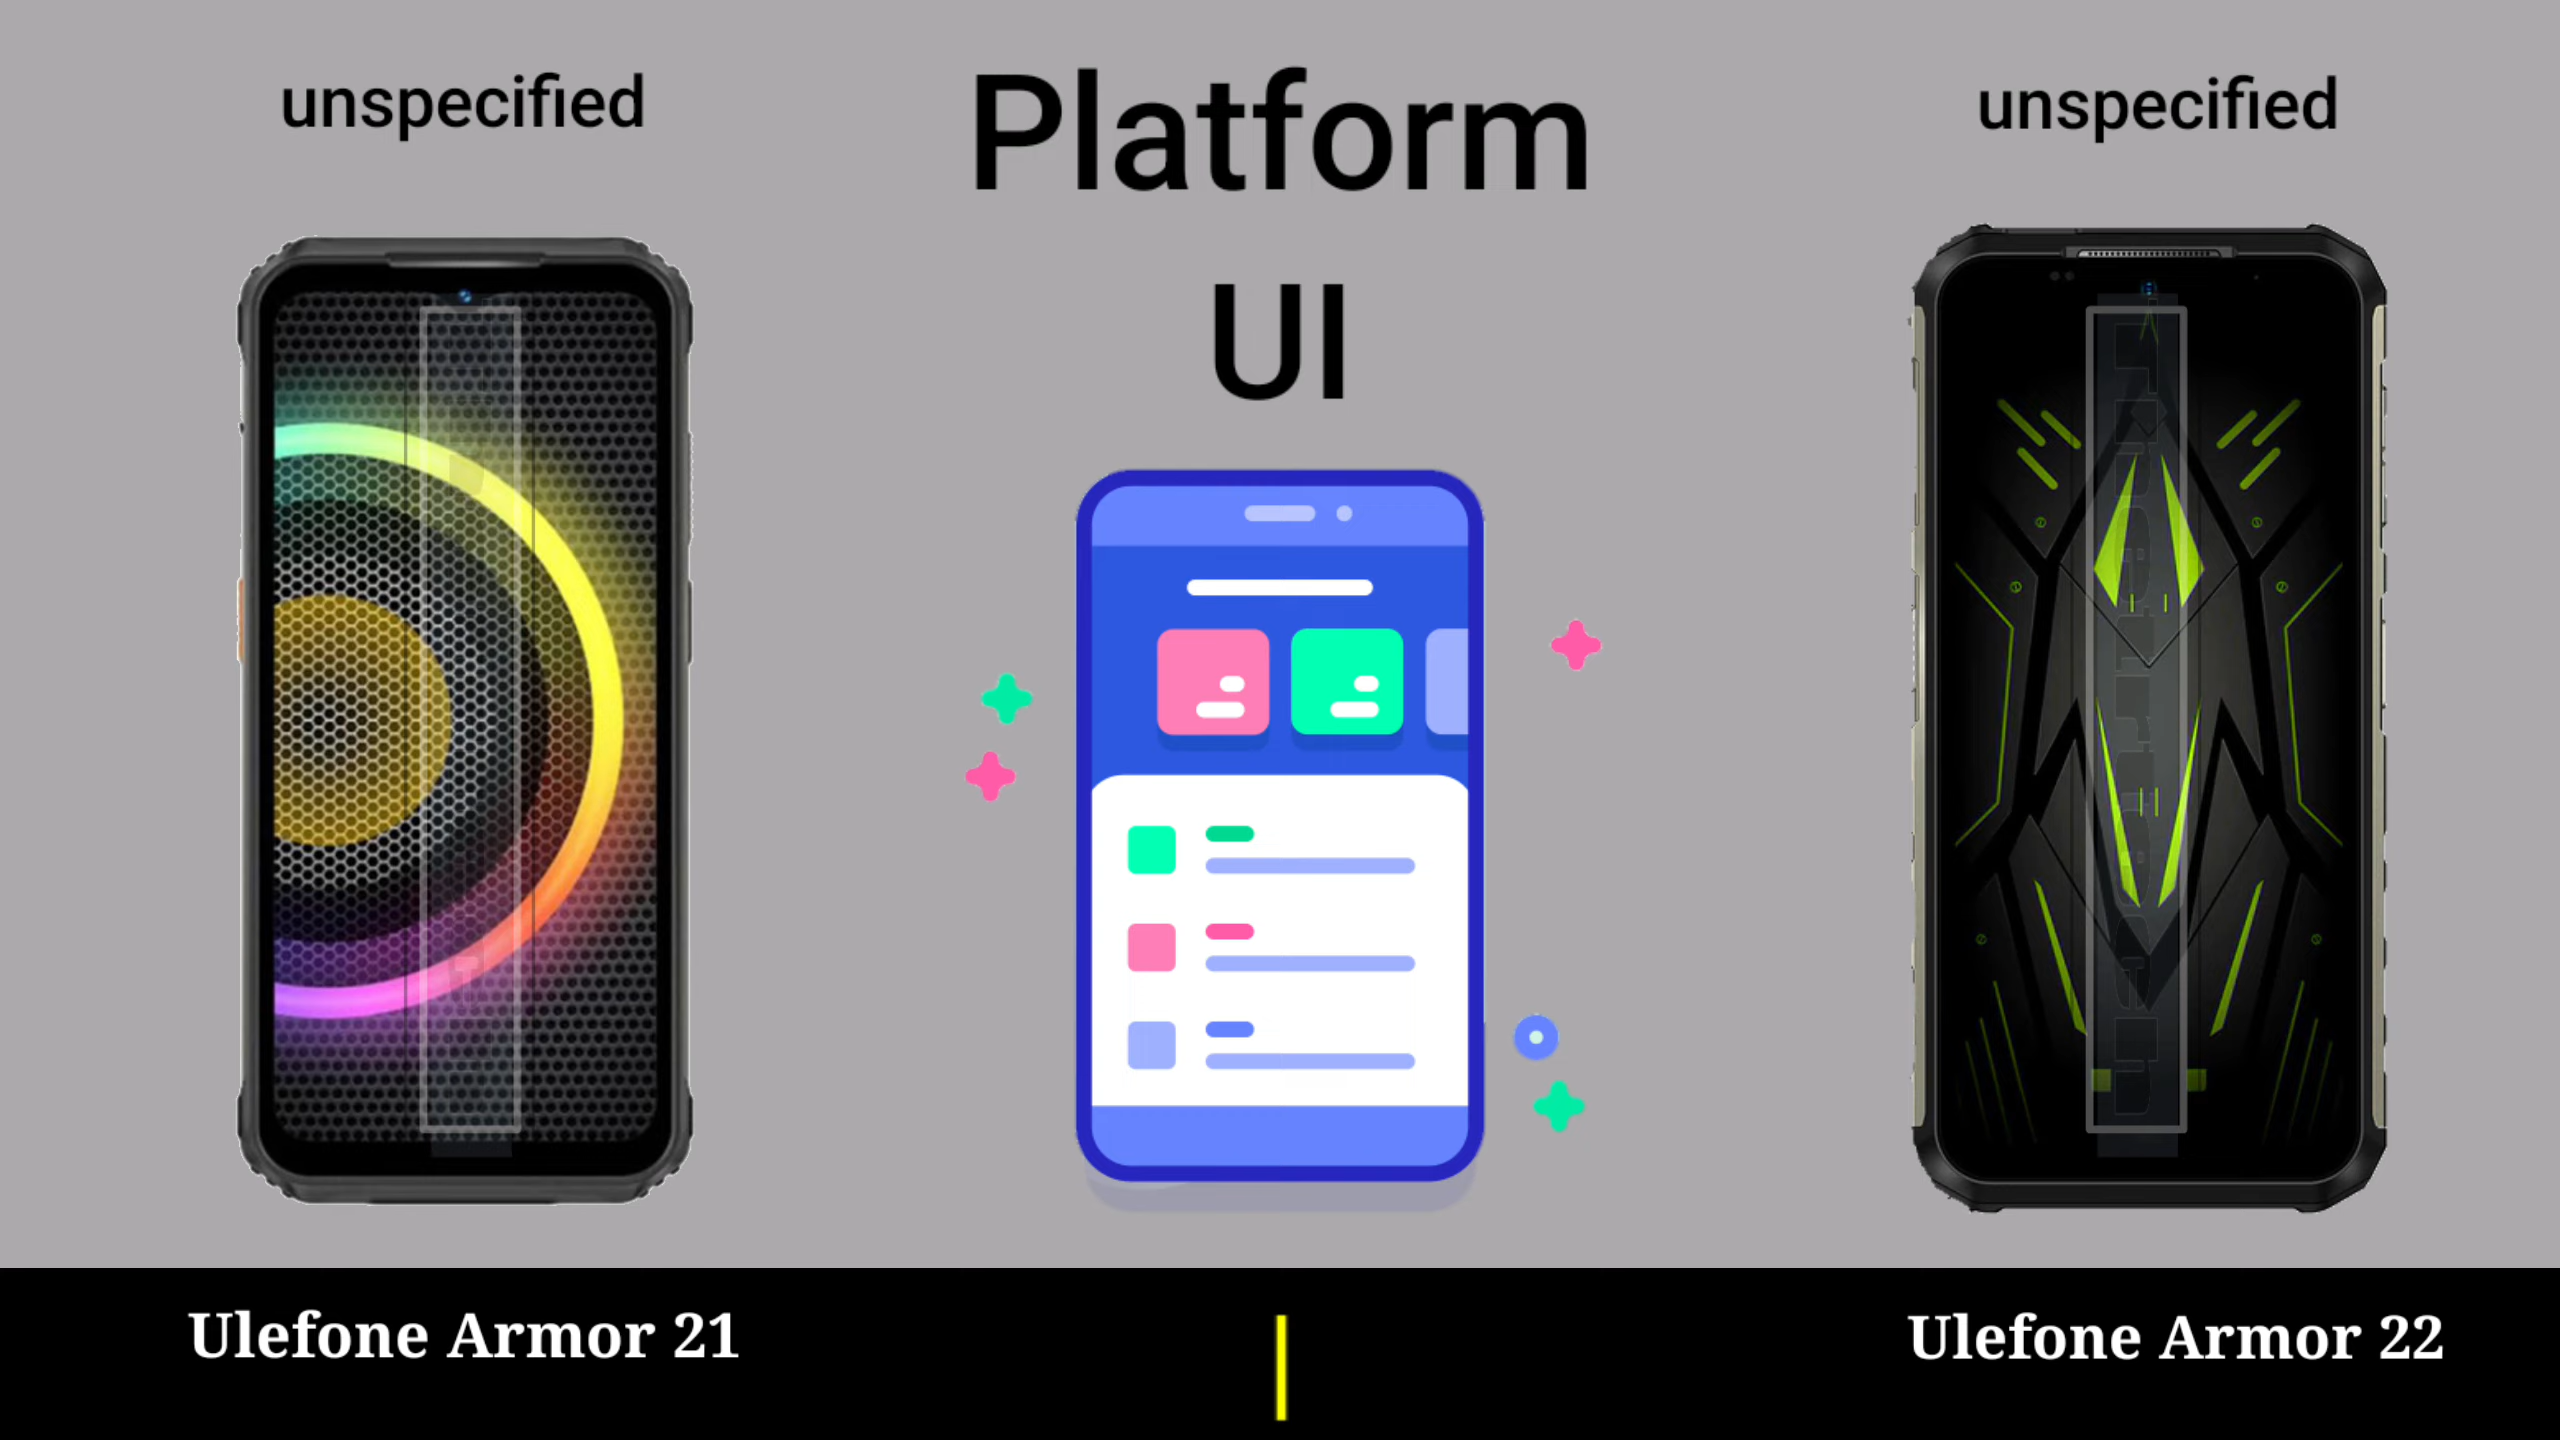 unspecified
Platform
UI
unspecified
Ulefone Armor 21
Ulefone Armor 22